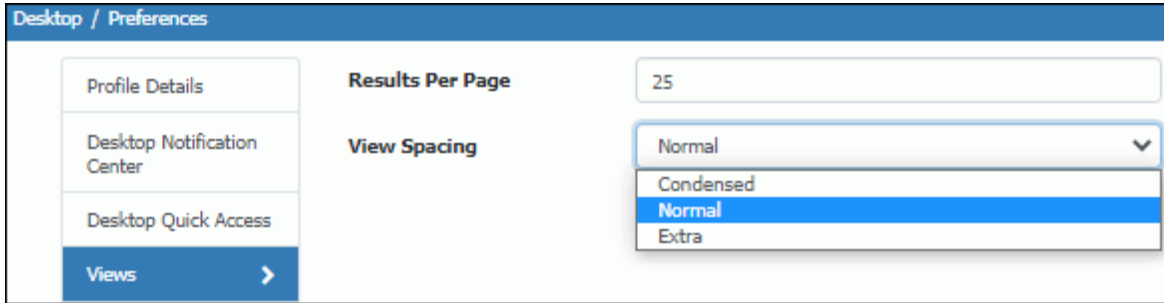 Desktop / Preferences
Profile Details
Desktop Notification
Center
Desktop Quick Access
Views
Results Per Page
25
View Spacing
Normal
Condensed
Normal
Extra